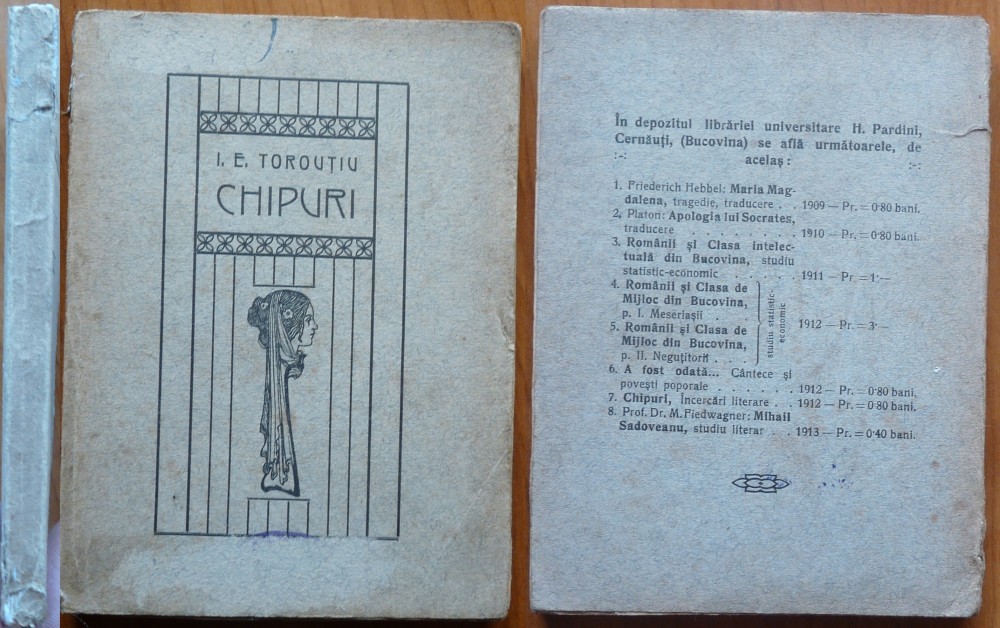 I. E. TOROUȚIU
CHIPURI
În depozitul librăriei universitare H. Pardini,
Cernăuți, (Bucovina) se află următoarele, de
:-: acelaș: :-:
1. Friederich Hebbel: Maria Mag-
dalena, tragedie, traducere . . 1909 — Pr. = 0·80 bani.
2. Platon: Apologia lui Socrates,
traducere . . . . . . . . 1910 — Pr. = 0·80 bani.
3. Românii și Clasa intelec-
tuală din Bucovina, studiu
statistic-economic . . . . . 1911 — Pr. = 1·—
4. Românii și Clasa de
Mijloc din Bucovina,
p. I. Meseriașii . .
5. Românii și Clasa de
Mijloc din Bucovina,
p. II. Neguțitorii . . .
studiu statistic-
economic
1912 — Pr. = 3·—
6. A fost odată... Cântece și
povești poporale . . . . . . 1912 — Pr. = 0·80 bani.
7. Chipuri, Încercări literare . . 1912 — Pr. = 0·80 bani.
8. Prof. Dr. M. Fiedwagner: Mihail
Sadoveanu, studiu literar . . 1913 — Pr. = 0·40 bani.